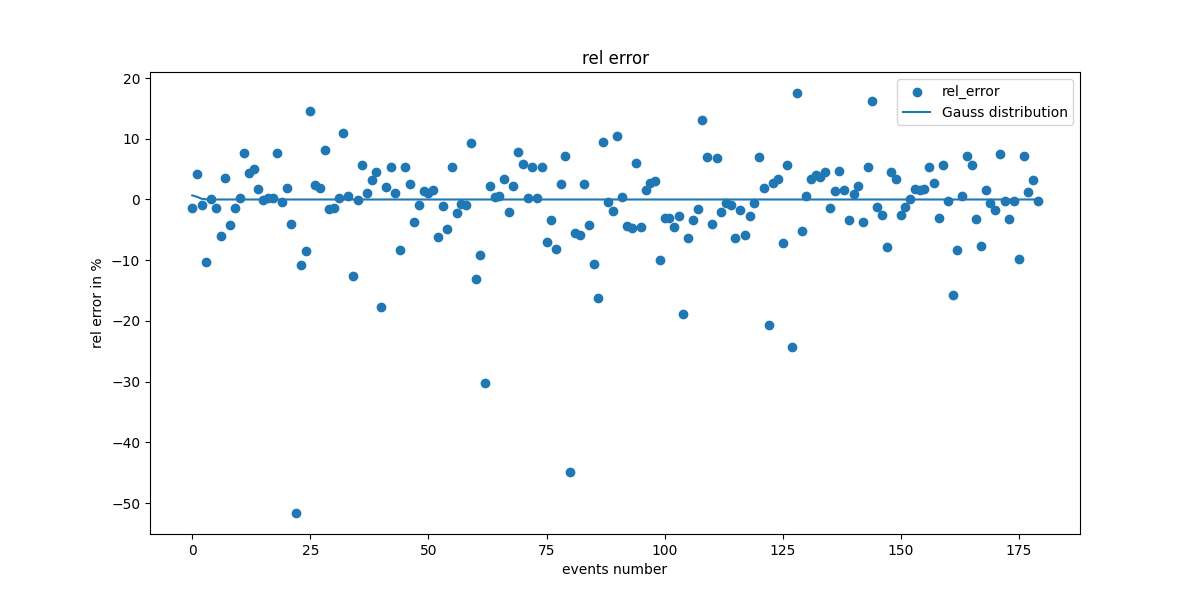 rel error
rel_error
Gauss distribution
rel error in %
20
10
0
−10
−20
−30
−40
−50
0 25 50 75 100 125 150 175
events number